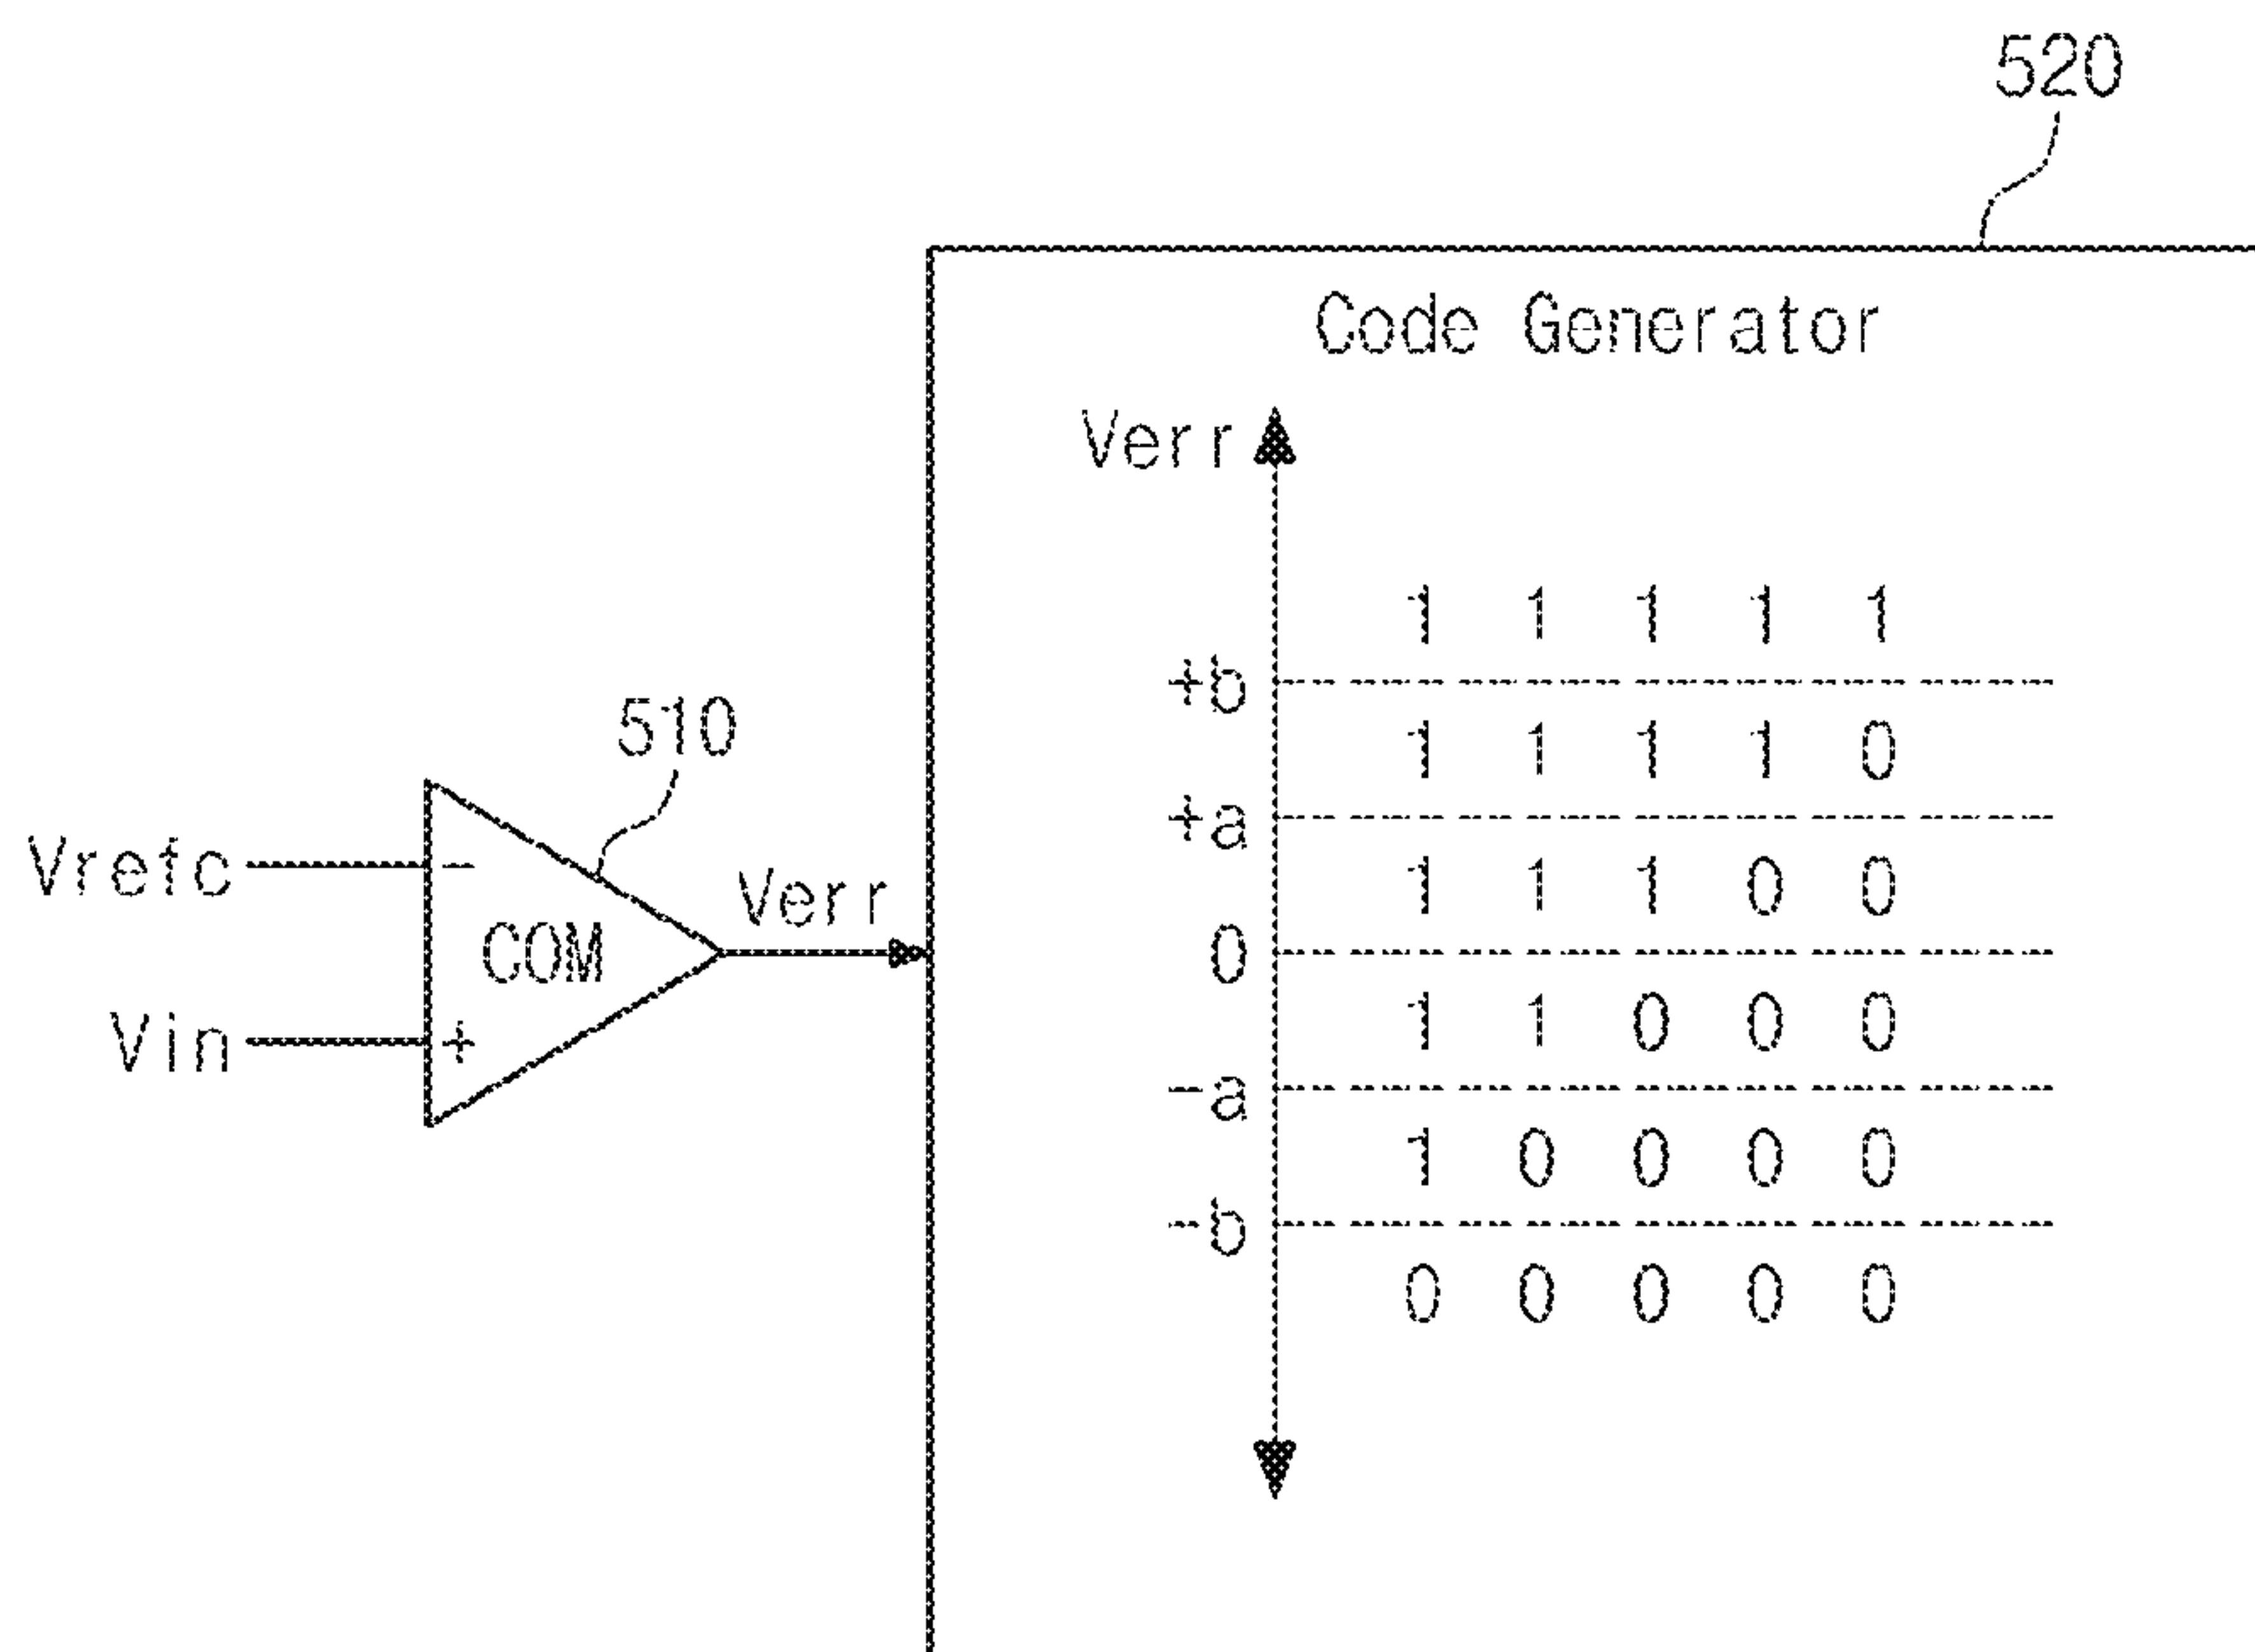 520
Code Generator
Verr
1 1 1 1 1
+b
1 1 1 1 0
+a
1 1 1 0 0
0
1 1 0 0 0
-a
1 0 0 0 0
-b
0 0 0 0 0
510
Vrefc
-
COM
Verr
Vin
+